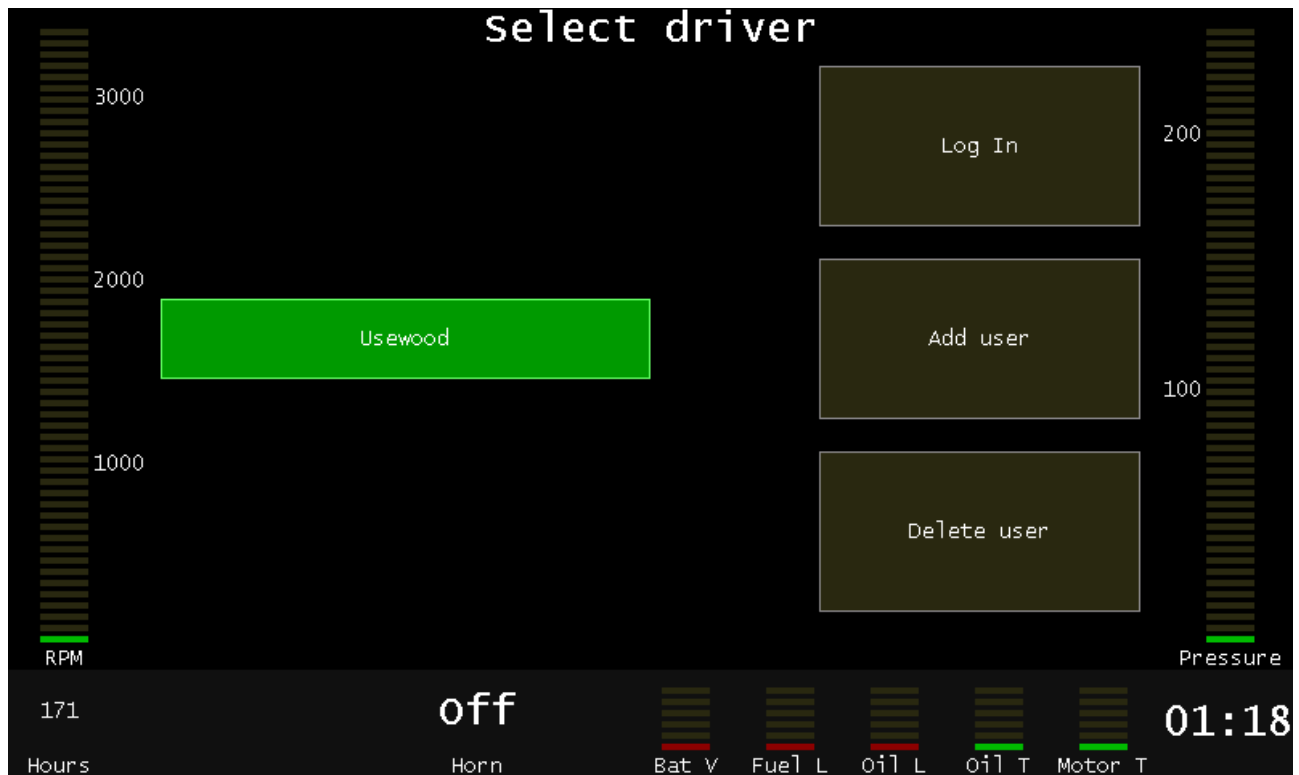 Select driver
3000
Log In
200
2000
Usewood
Add user
100
1000
Delete user
RPM
Pressure
171
Off
01:18
Hours
Horn
Bat V
Fuel L
Oil L
Oil T
Motor T